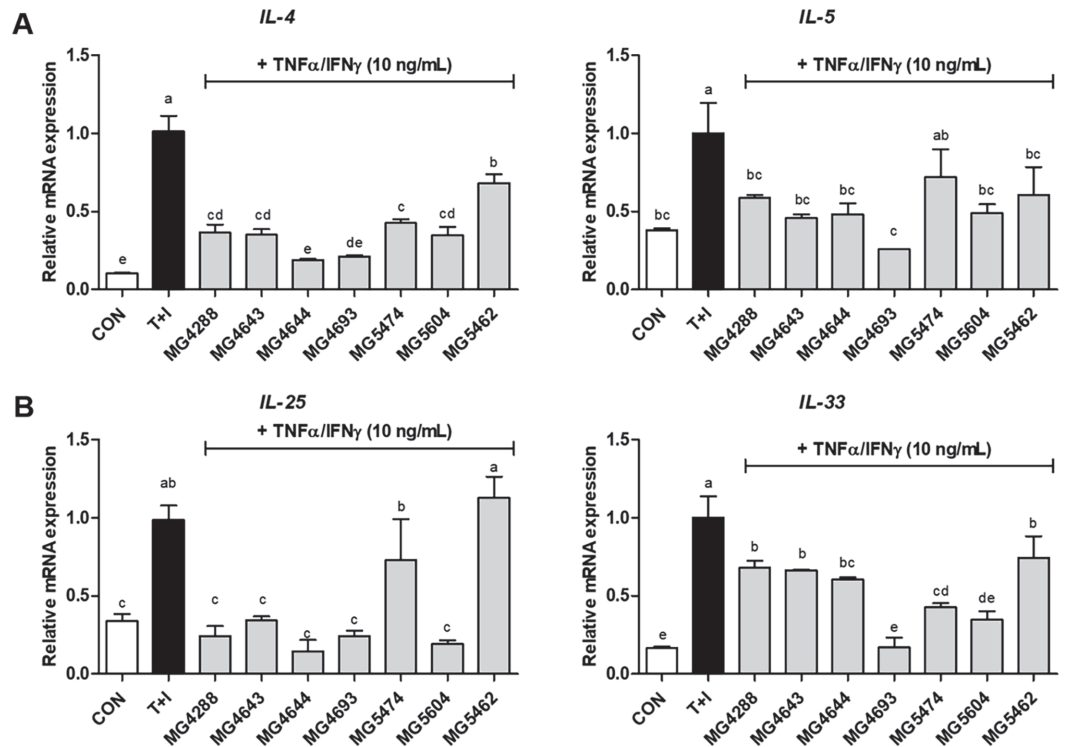 A
IL-4
+ TNFα/IFNγ (10 ng/mL)
Relative mRNA expression
1.5
1.0
0.5
0.0
e
a
cd
cd
e
de
c
cd
b
CON
T+I
MG4288
MG4643
MG4644
MG4693
MG5474
MG5604
MG5462
IL-5
+ TNFα/IFNγ (10 ng/mL)
Relative mRNA expression
1.5
1.0
0.5
0.0
bc
a
bc
bc
bc
c
ab
bc
bc
CON
T+I
MG4288
MG4643
MG4644
MG4693
MG5474
MG5604
MG5462
B
IL-25
+ TNFα/IFNγ (10 ng/mL)
Relative mRNA expression
1.5
1.0
0.5
0.0
c
ab
c
c
c
c
b
c
a
CON
T+I
MG4288
MG4643
MG4644
MG4693
MG5474
MG5604
MG5462
IL-33
+ TNFα/IFNγ (10 ng/mL)
Relative mRNA expression
1.5
1.0
0.5
0.0
e
a
b
b
bc
e
cd
de
b
CON
T+I
MG4288
MG4643
MG4644
MG4693
MG5474
MG5604
MG5462